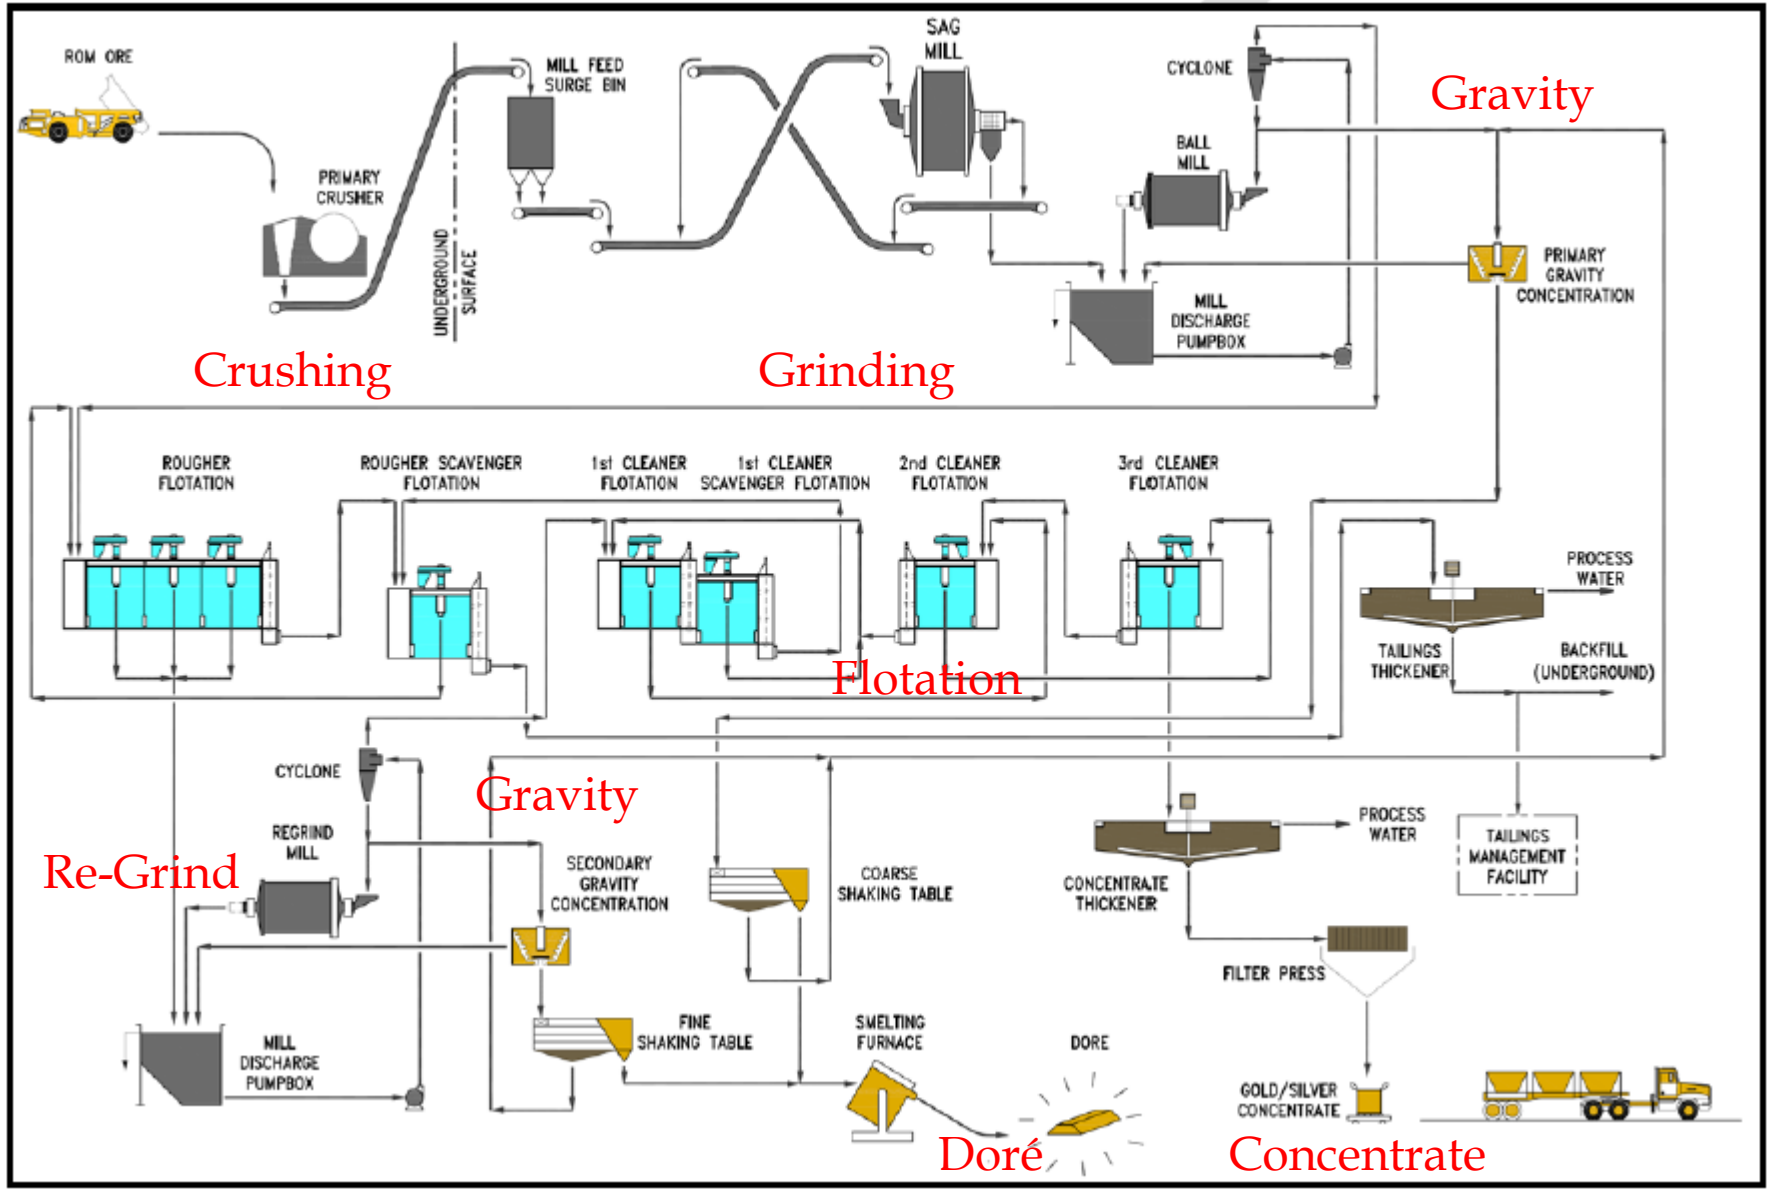 ROM ORE
PRIMARY
CRUSHER
UNDERGROUND
SURFACE
MILL FEED
SURGE BIN
SAG
MILL
CYCLONE
Gravity
BALL
MILL
PRIMARY
GRAVITY
CONCENTRATION
MILL
DISCHARGE
PUMPBOX
Crushing
Grinding
ROUGHER
FLOTATION
ROUGHER SCAVENGER
FLOTATION
1st CLEANER
FLOTATION
1st CLEANER
SCAVENGER FLOTATION
2nd CLEANER
FLOTATION
3rd CLEANER
FLOTATION
PROCESS
WATER
TAILINGS
THICKENER
BACKFILL
(UNDERGROUND)
Flotation
CYCLONE
Gravity
REGRIND
MILL
Re-Grind
SECONDARY
GRAVITY
CONCENTRATION
COARSE
SHAKING TABLE
PROCESS
WATER
CONCENTRATE
THICKENER
TAILINGS
MANAGEMENT
FACILITY
FILTER PRESS
MILL
DISCHARGE
PUMPBOX
FINE
SHAKING TABLE
SMELTING
FURNACE
DORE
GOLD/SILVER
CONCENTRATE
Doré
Concentrate